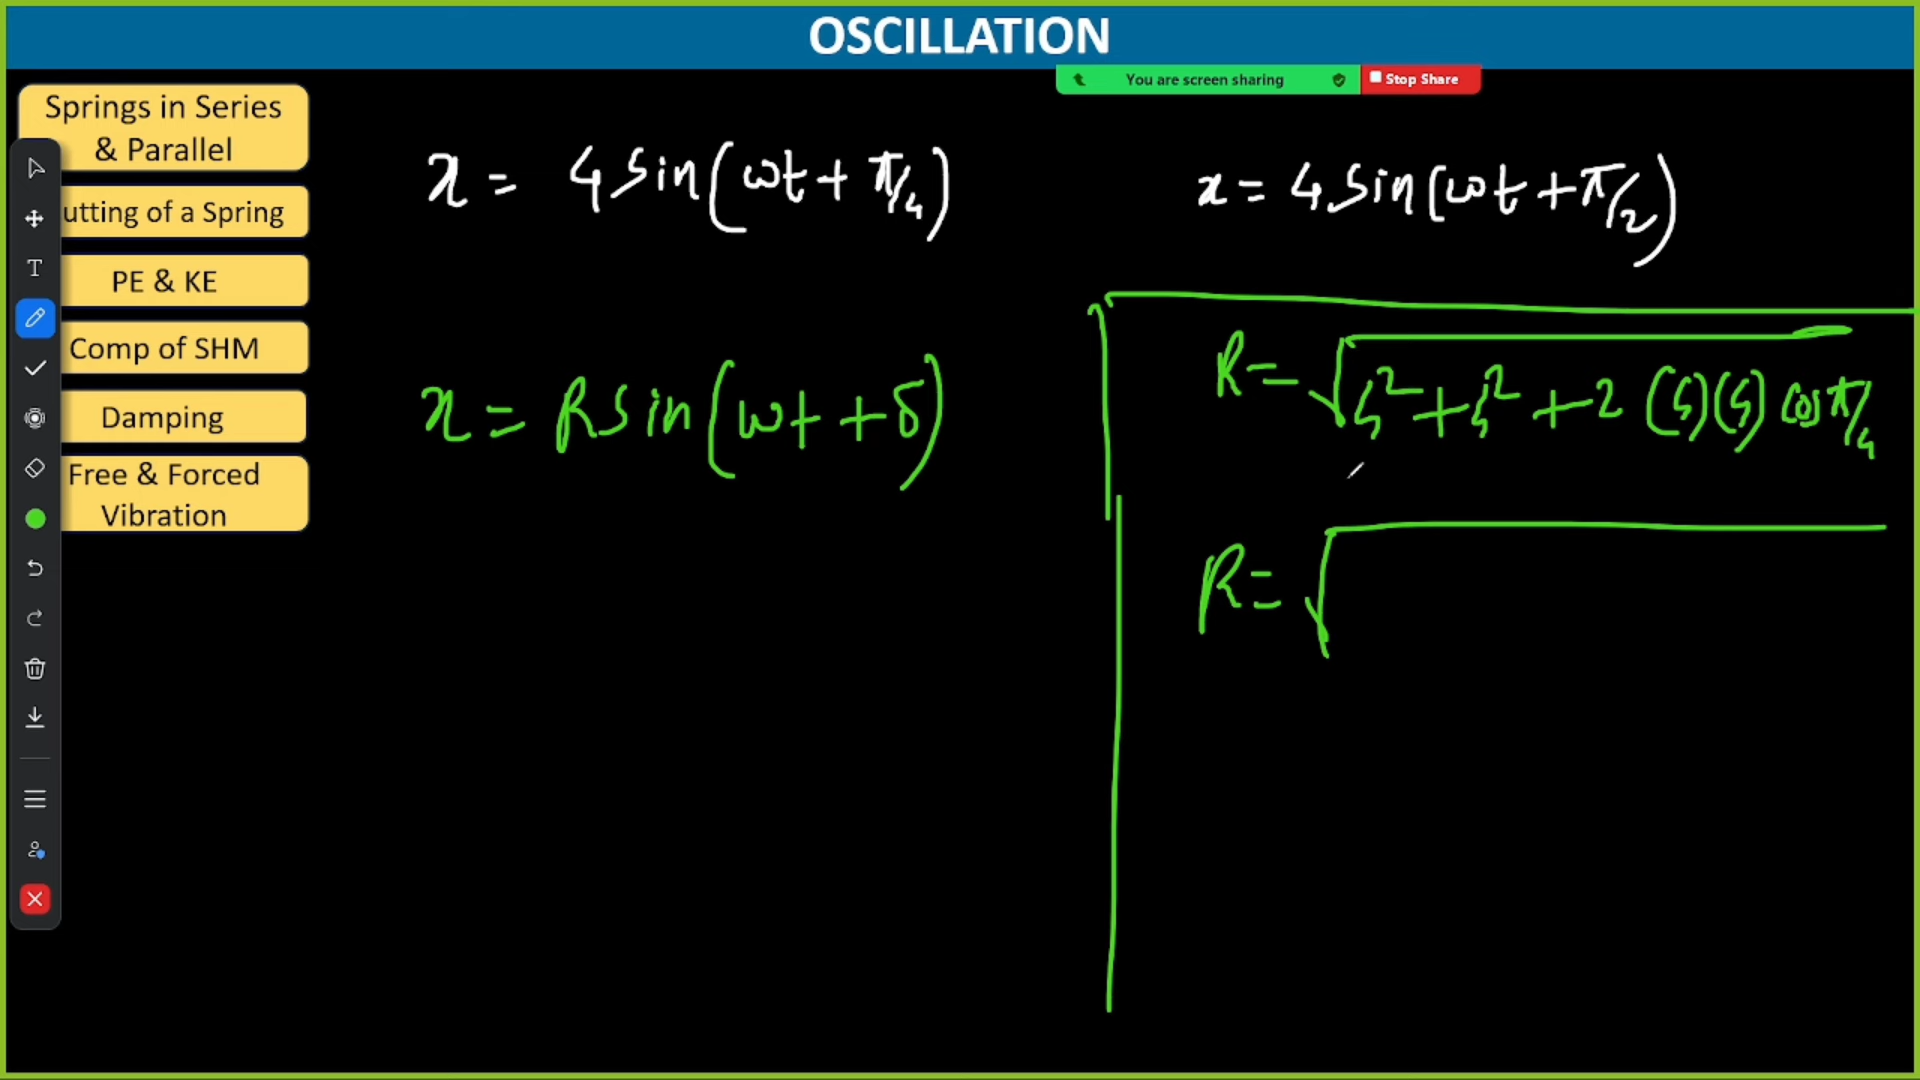 OSCILLATION
You are screen sharing
Stop Share
Springs in Series
& Parallel
utting of a Spring
PE & KE
Comp of SHM
Damping
Free & Forced
Vibration
T
x = 4 sin(ωt + π/4)
x = 4 sin(ωt + π/2)
x = R sin(ωt + δ)
R = √4² + 4² + 2 (4)(4) cos π/4
R = √